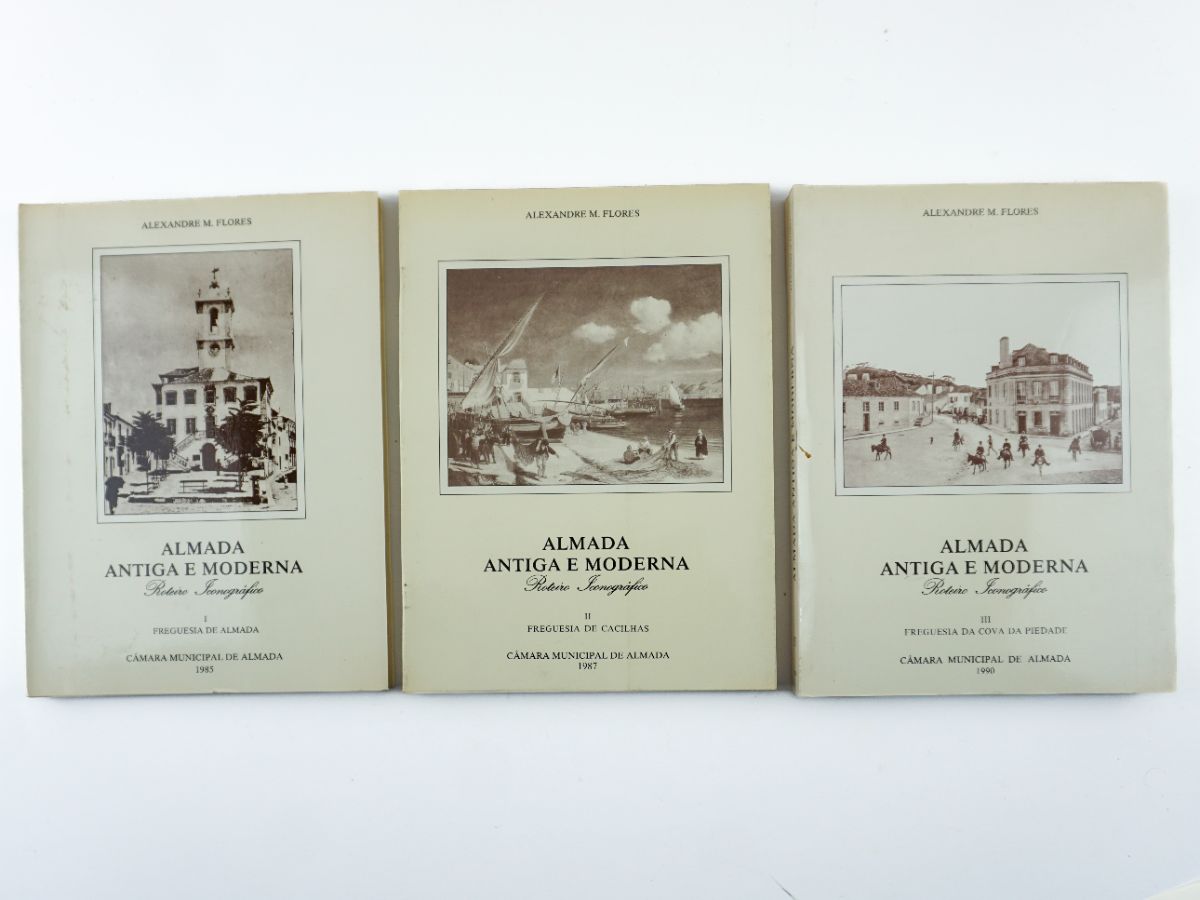 ALEXANDRE M. FLORES
ALMADA
ANTIGA E MODERNA
Roteiro Iconográfico
I
FREGUESIA DE ALMADA
CÂMARA MUNICIPAL DE ALMADA
1985
ALEXANDRE M. FLORES
ALMADA
ANTIGA E MODERNA
Roteiro Iconográfico
II
FREGUESIA DE CACILHAS
CÂMARA MUNICIPAL DE ALMADA
1987
ALEXANDRE M. FLORES
ALMADA
ANTIGA E MODERNA
Roteiro Iconográfico
III
FREGUESIA DA COVA DA PIEDADE
CÂMARA MUNICIPAL DE ALMADA
1990